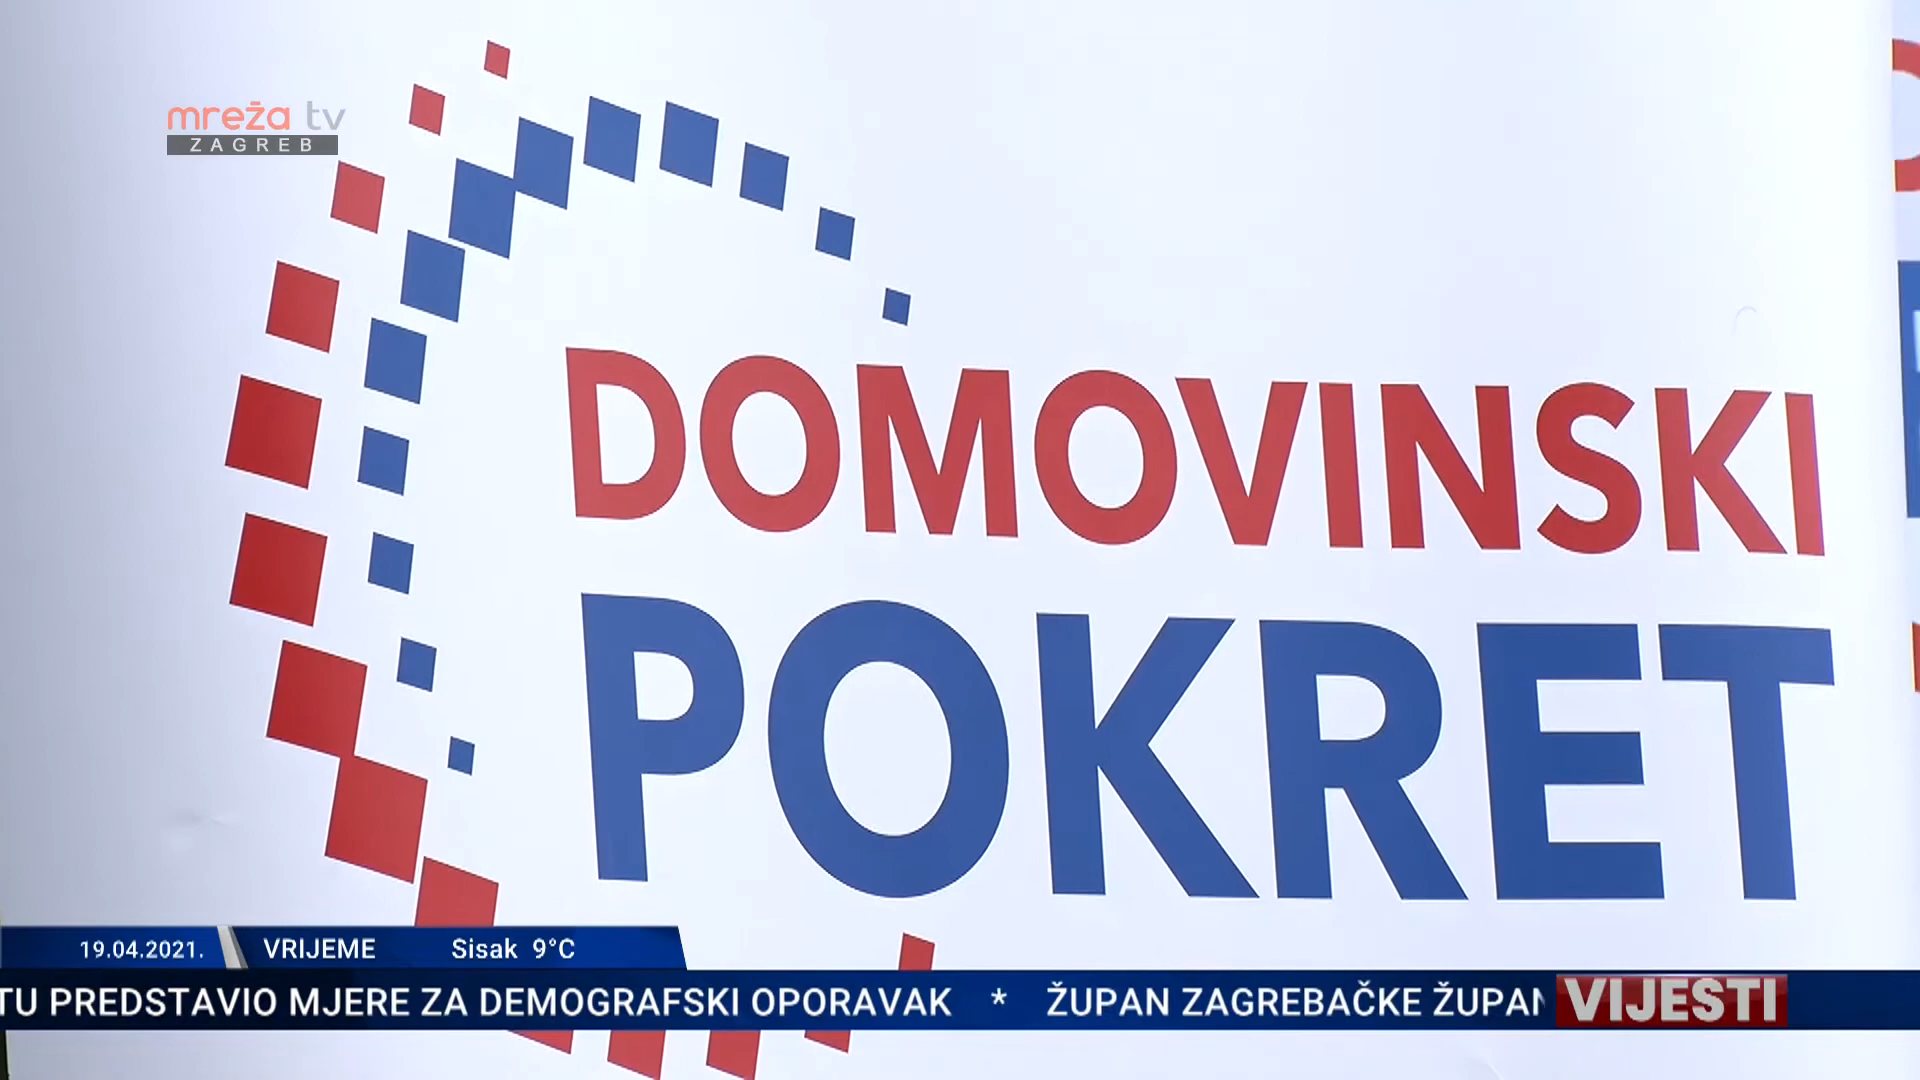 mreža tv
ZAGREB
DOMOVINSKI
POKRET
19.04.2021. VRIJEME Sisak 9°C
TU PREDSTAVIO MJERE ZA DEMOGRAFSKI OPORAVAK * ŽUPAN ZAGREBAČKE ŽUPAN
VIJESTI